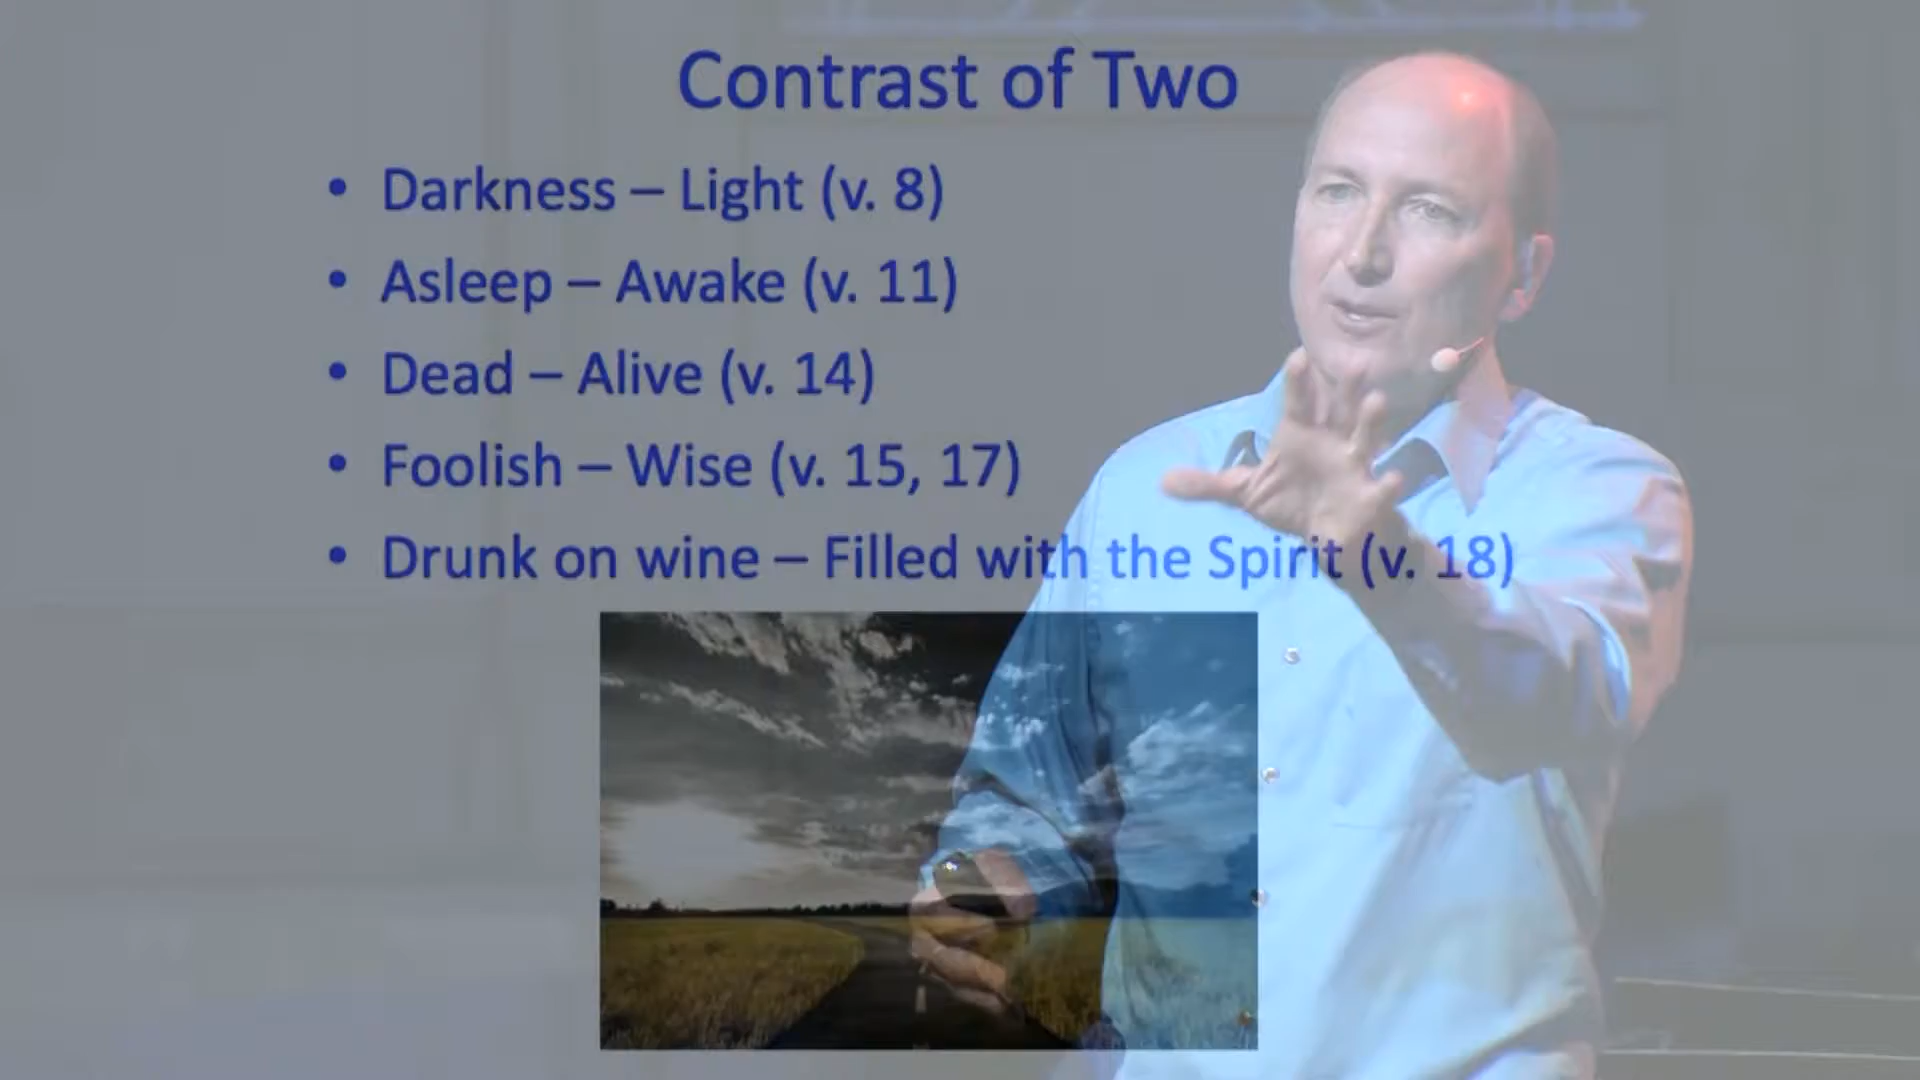 Contrast of Two
• Darkness – Light (v. 8)
• Asleep – Awake (v. 11)
• Dead – Alive (v. 14)
• Foolish – Wise (v. 15, 17)
• Drunk on wine – Filled with the Spirit (v. 18)